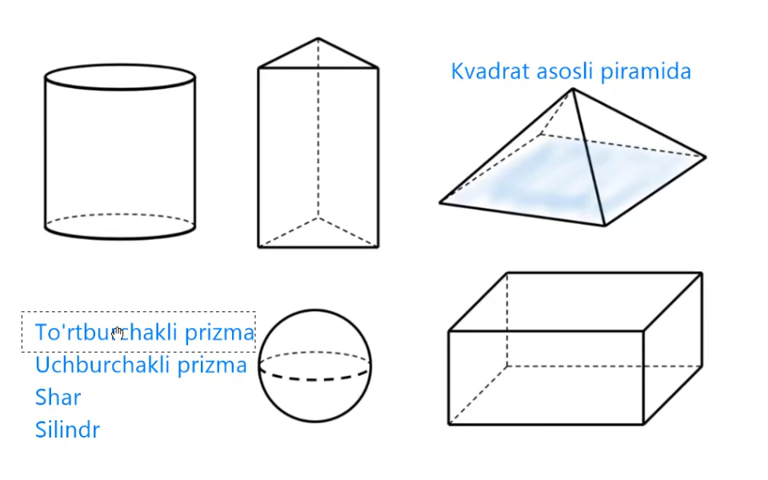 Kvadrat asosli piramida
To'rtburchakli prizma
Uchburchakli prizma
Shar
Silindr